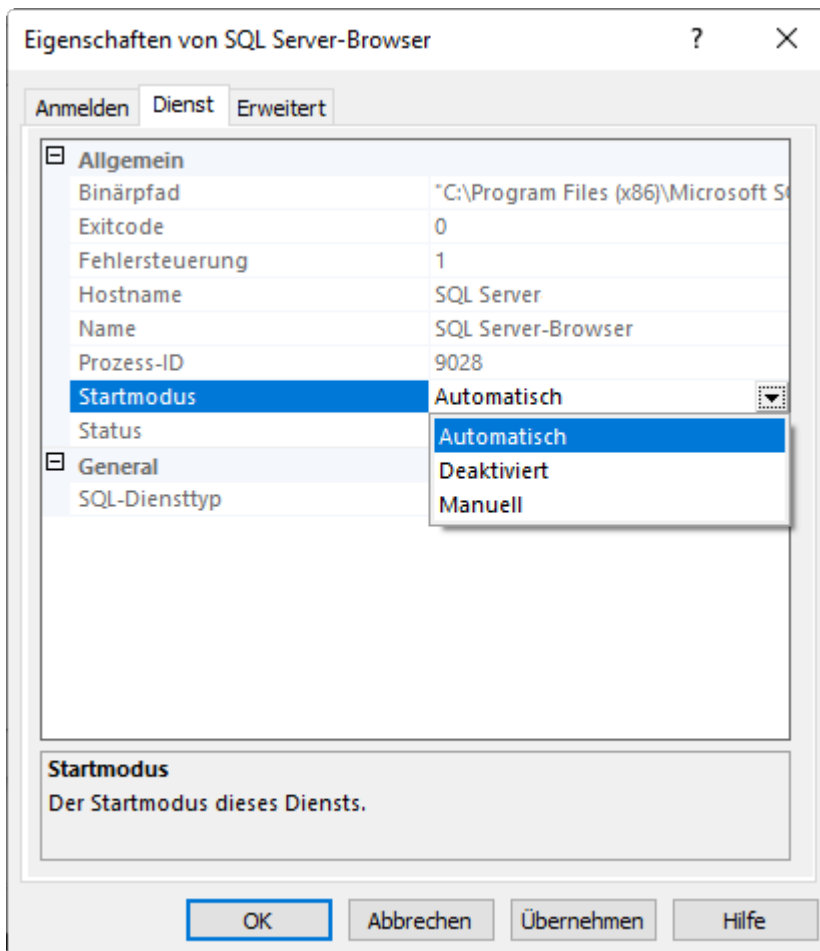 Eigenschaften von SQL Server-Browser ?
Anmelden Dienst Erweitert
Allgemein
Binärpfad "C:\Program Files (x86)\Microsoft
Exitcode 0
Fehlersteuerung 1
Hostname SQL Server
Name SQL Server-Browser
Prozess-ID 9028
Startmodus Automatisch
Status Automatisch
General Deaktiviert
SQL-Diensttyp Manuell
Startmodus
Der Startmodus dieses Diensts.
OK Abbrechen Übernehmen Hilfe